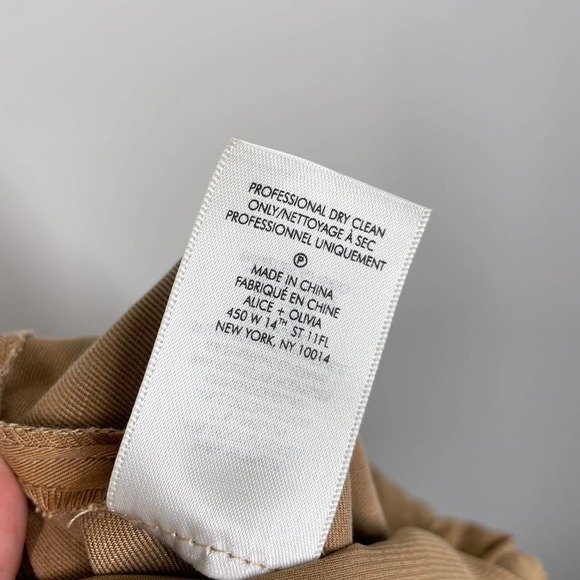 PROFESSIONAL DRY CLEAN
ONLY/NETTOYAGE À SEC
PROFESSIONNEL UNIQUEMENT
Ⓟ
MADE IN CHINA
FABRIQUÉ EN CHINE
ALICE + OLIVIA
450 W 14TH ST 11FL
NEW YORK, NY 10014